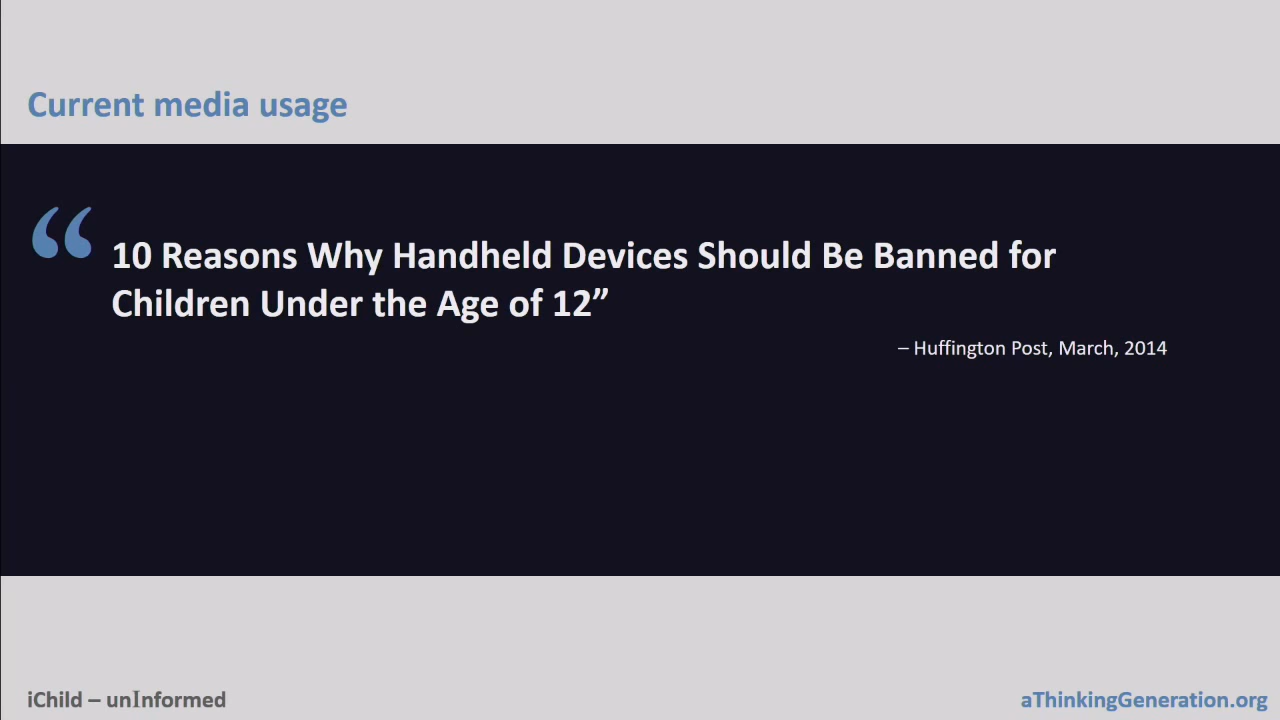 Current media usage
“10 Reasons Why Handheld Devices Should Be Banned for
Children Under the Age of 12”
– Huffington Post, March, 2014
iChild – unInformed
aThinkingGeneration.org